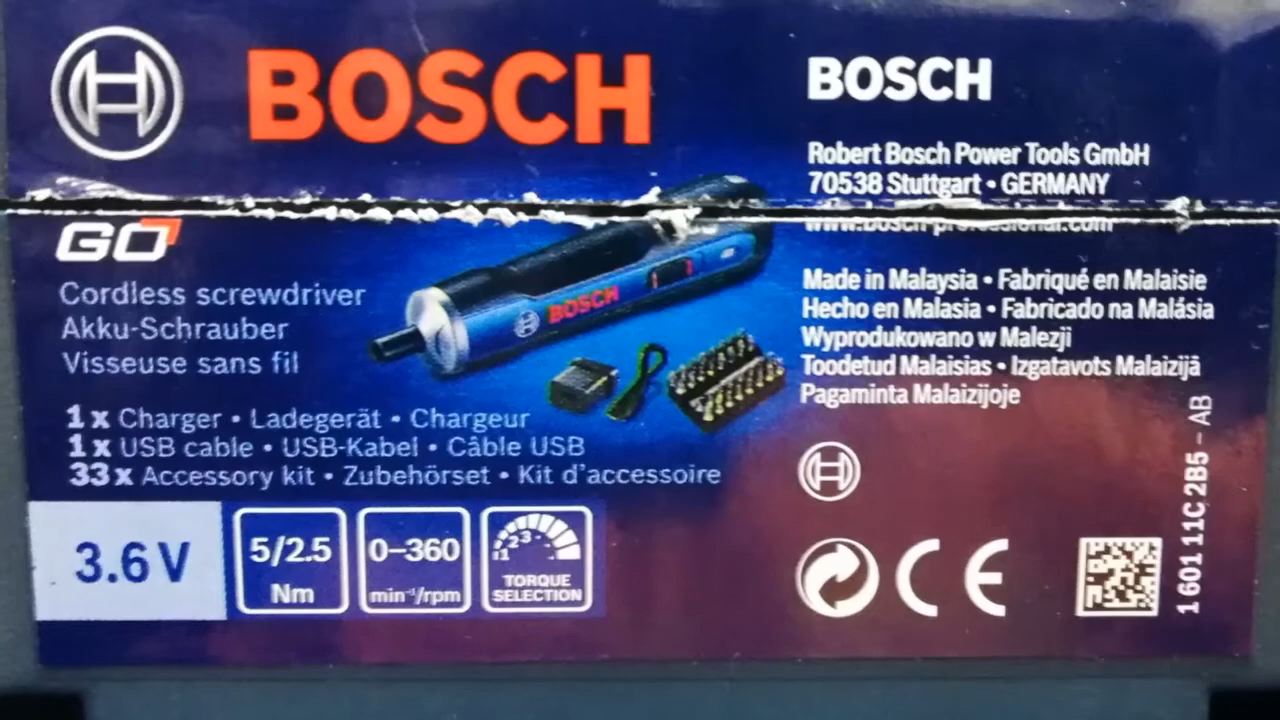 BOSCH
GO
Cordless screwdriver
Akku-Schrauber
Visseuse sans fil
BOSCH
1 x Charger • Ladegerät • Chargeur
1 x USB cable • USB-Kabel • Câble USB
33 x Accessory kit • Zubehörset • Kit d'accessoire
3.6 V
5/2.5
Nm
0–360
min⁻¹/rpm
1 2 3
TORQUE
SELECTION
BOSCH
Robert Bosch Power Tools GmbH
70538 Stuttgart • GERMANY
www.bosch-professional.com
Made in Malaysia • Fabriqué en Malaisie
Hecho en Malasia • Fabricado na Malásia
Wyprodukowano w Malezji
Toodetud Malaisias • Izgatavots Malaizijā
Pagaminta Malaizijoje
CE
1 601 11C 2B5 – AB